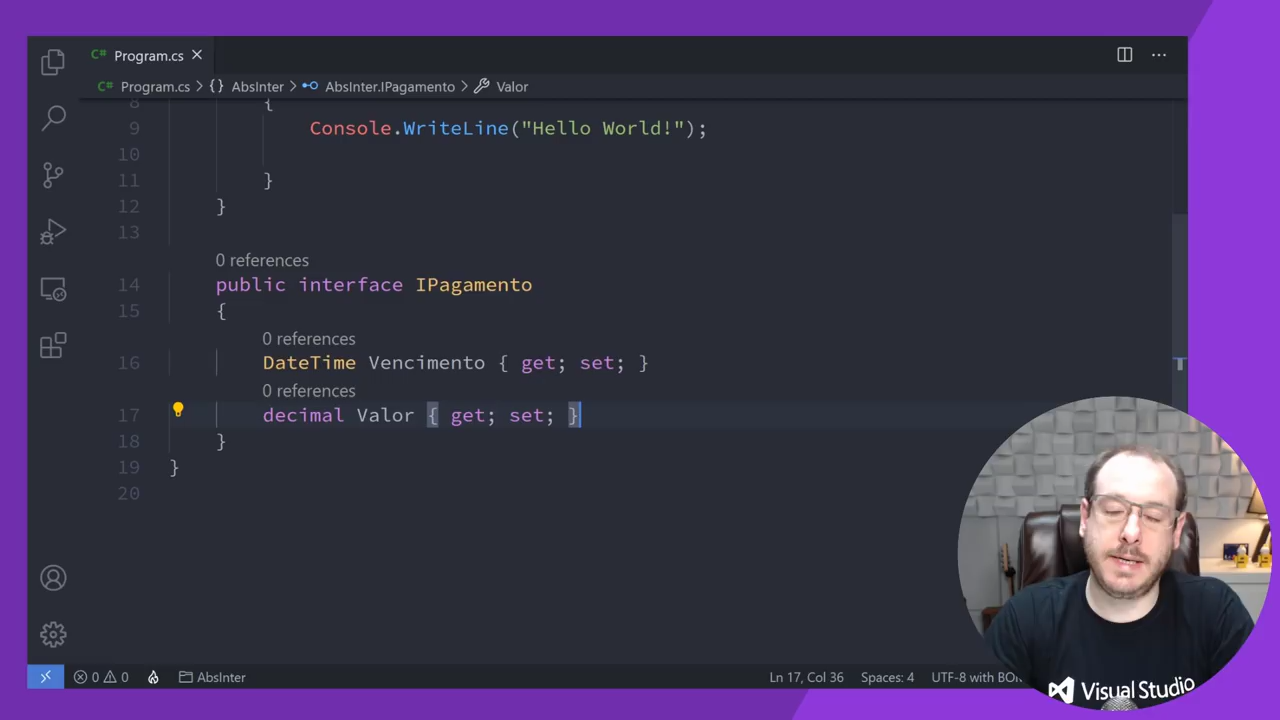 Program.cs
Program.cs > {} AbsInter > AbsInter.IPagamento > Valor
8 {
9 Console.WriteLine("Hello World!");
10
11 }
12 }
13
0 references
14 public interface IPagamento
15 {
0 references
16 DateTime Vencimento { get; set; }
0 references
17 decimal Valor { get; set; }
18 }
19 }
20
0 0 AbsInter Ln 17, Col 36 Spaces: 4 UTF-8 with
Visual Studio